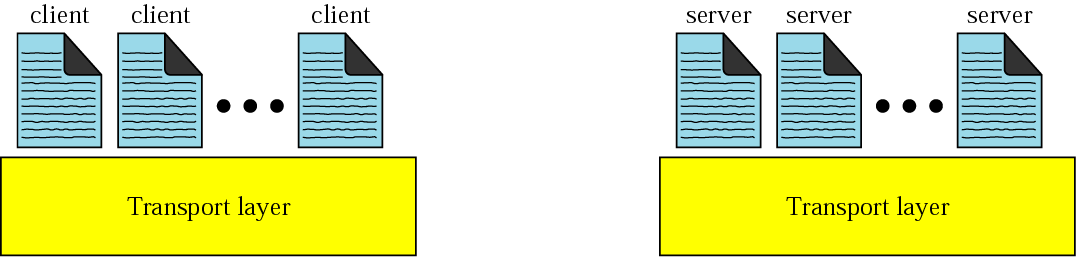 client client client
server server server
Transport layer
Transport layer